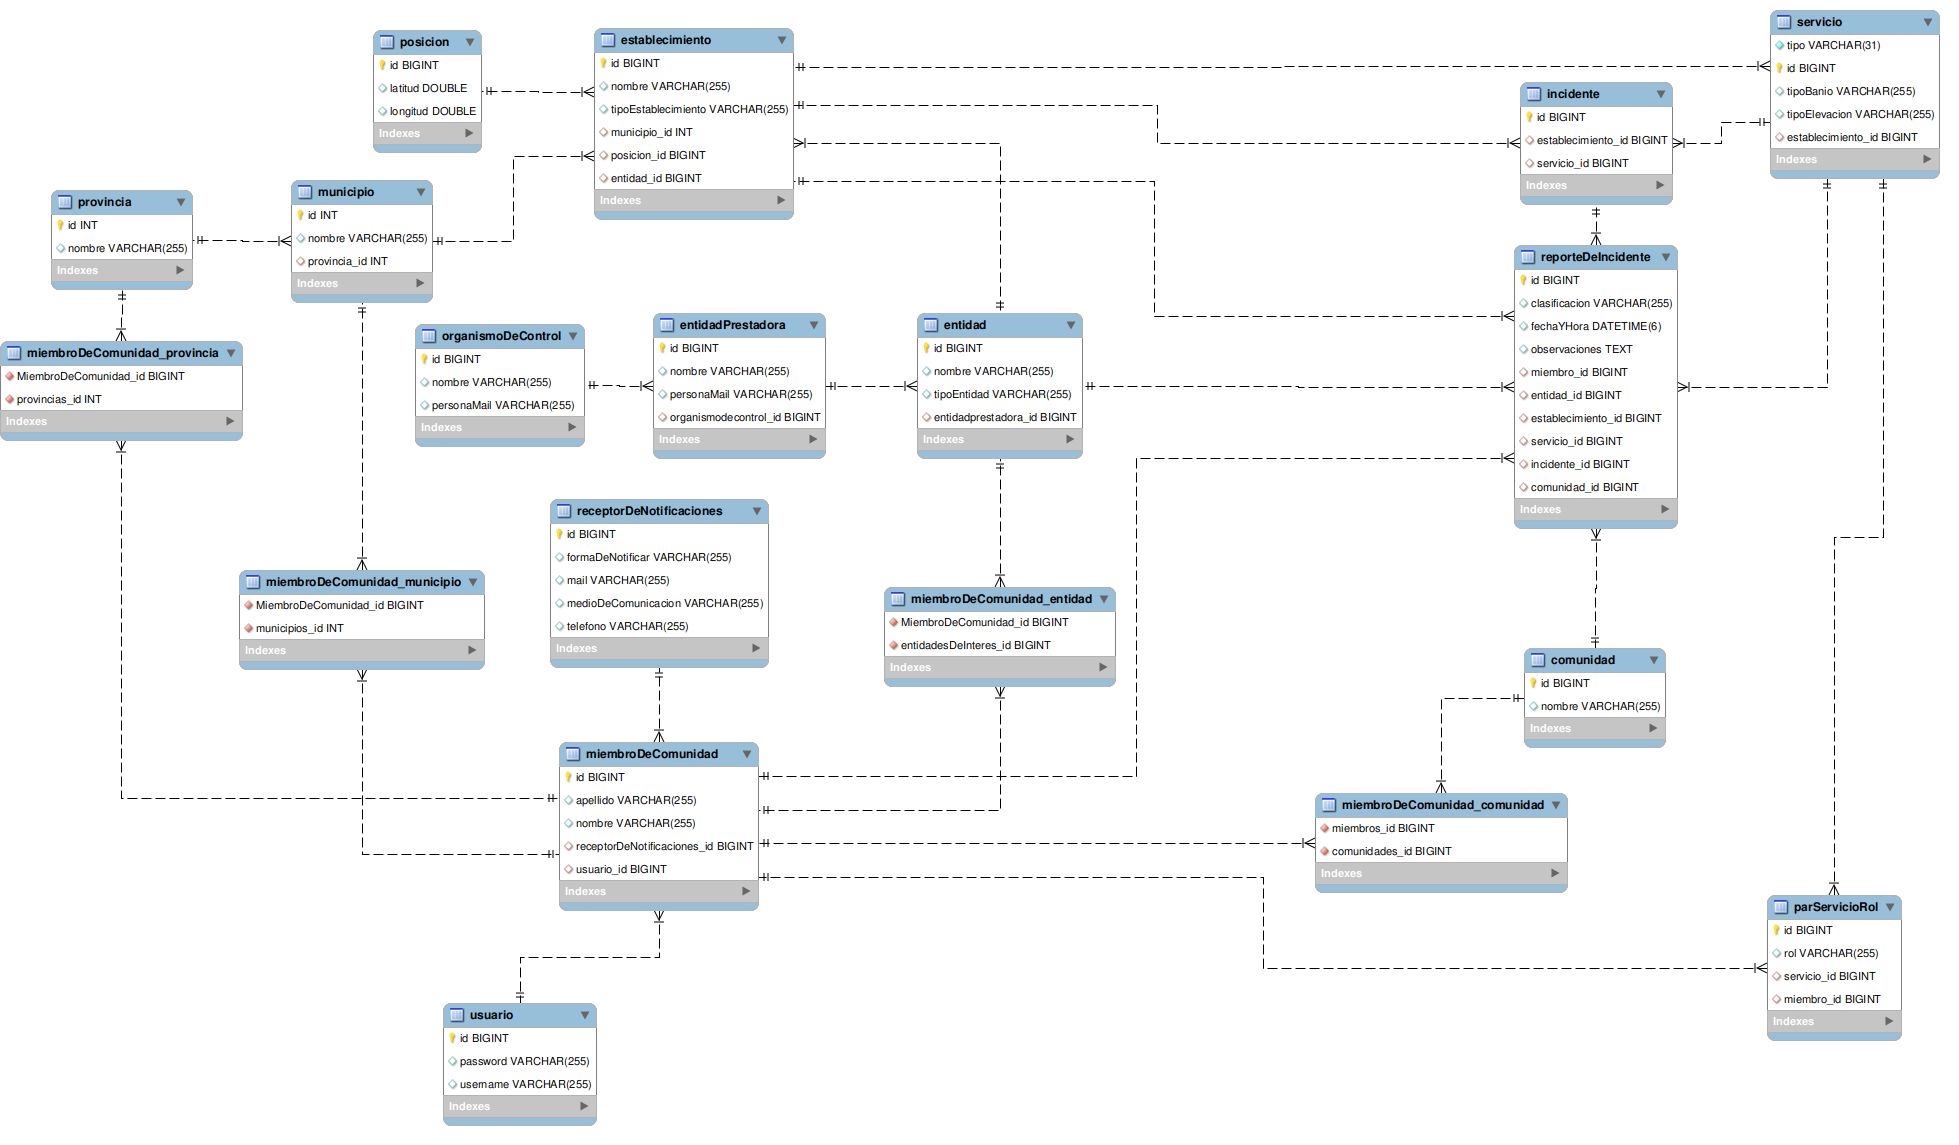 posicion
id BIGINT
latitud DOUBLE
longitud DOUBLE
Indexes
establecimiento
id BIGINT
nombre VARCHAR(255)
tipoEstablecimiento VARCHAR(255)
municipio_id INT
posicion_id BIGINT
entidad_id BIGINT
Indexes
servicio
tipo VARCHAR(31)
id BIGINT
tipoBanio VARCHAR(255)
tipoElevacion VARCHAR(255)
establecimiento_id BIGINT
Indexes
incidente
id BIGINT
establecimiento_id BIGINT
servicio_id BIGINT
Indexes
provincia
id INT
nombre VARCHAR(255)
Indexes
municipio
id INT
nombre VARCHAR(255)
provincia_id INT
Indexes
reporteDeIncidente
id BIGINT
clasificacion VARCHAR(255)
fechaYHora DATETIME(6)
observaciones TEXT
miembro_id BIGINT
entidad_id BIGINT
establecimiento_id BIGINT
servicio_id BIGINT
incidente_id BIGINT
comunidad_id BIGINT
Indexes
miembroDeComunidad_provincia
MiembroDeComunidad_id BIGINT
provincias_id INT
Indexes
organismoDeControl
id BIGINT
nombre VARCHAR(255)
personaMail VARCHAR(255)
Indexes
entidadPrestadora
id BIGINT
nombre VARCHAR(255)
personaMail VARCHAR(255)
organismodecontrol_id BIGINT
Indexes
entidad
id BIGINT
nombre VARCHAR(255)
tipoEntidad VARCHAR(255)
entidadprestadora_id BIGINT
Indexes
receptorDeNotificaciones
id BIGINT
formaDeNotificar VARCHAR(255)
mail VARCHAR(255)
medioDeComunicacion VARCHAR(255)
telefono VARCHAR(255)
Indexes
miembroDeComunidad_municipio
MiembroDeComunidad_id BIGINT
municipios_id INT
Indexes
miembroDeComunidad_entidad
MiembroDeComunidad_id BIGINT
entidadesDeInteres_id BIGINT
Indexes
comunidad
id BIGINT
nombre VARCHAR(255)
Indexes
miembroDeComunidad
id BIGINT
apellido VARCHAR(255)
nombre VARCHAR(255)
receptorDeNotificaciones_id BIGINT
usuario_id BIGINT
Indexes
miembroDeComunidad_comunidad
miembros_id BIGINT
comunidades_id BIGINT
Indexes
parServicioRol
id BIGINT
rol VARCHAR(255)
servicio_id BIGINT
miembro_id BIGINT
Indexes
usuario
id BIGINT
password VARCHAR(255)
username VARCHAR(255)
Indexes